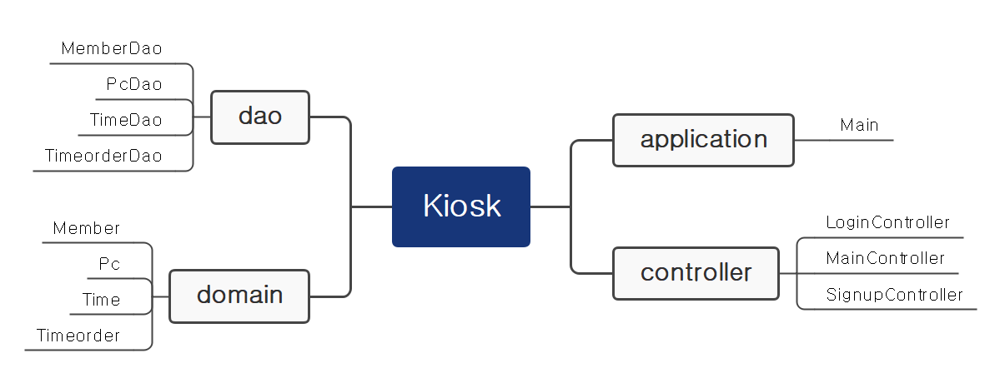 MemberDao
PcDao
TimeDao
TimeorderDao
dao
Member
Pc
Time
Timeorder
domain
Kiosk
application
Main
controller
LoginController
MainController
SignupController